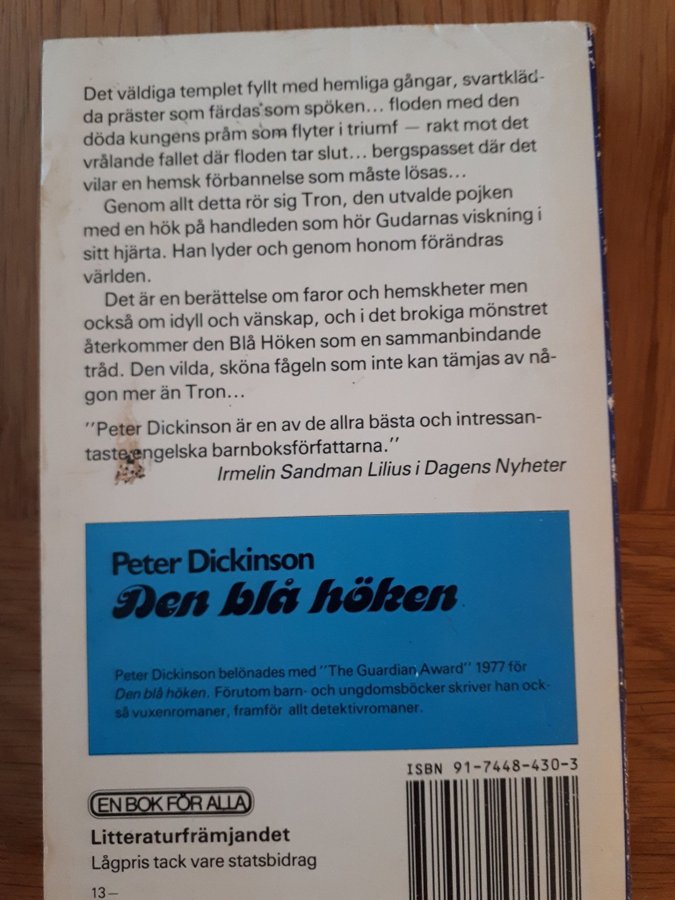 Det väldiga templet fyllt med hemliga gångar, svartkläd-
da präster som färdas som spöken... floden med den
döda kungens pråm som flyter i triumf — rakt mot det
vrålande fallet där floden tar slut... bergspasset där det
vilar en hemsk förbannelse som måste lösas...
Genom allt detta rör sig Tron, den utvalde pojken
med en hök på handleden som hör Gudarnas viskning i
sitt hjärta. Han lyder och genom honom förändras
världen.
Det är en berättelse om faror och hemskheter men
också om idyll och vänskap, och i det brokiga mönstret
återkommer den Blå Höken som en sammanbindande
tråd. Den vilda, sköna fågeln som inte kan tämjas av nå-
gon mer än Tron...
"Peter Dickinson är en av de allra bästa och intressan-
taste engelska barnboksförfattarna."
Irmelin Sandman Lilius i Dagens Nyheter
Peter Dickinson
Den blå höken
Peter Dickinson belönades med "The Guardian Award" 1977 för
Den blå höken. Förutom barn- och ungdomsböcker skriver han ock-
så vuxenromaner, framför allt detektivromaner.
ISBN 91-7448-430-3
EN BOK FÖR ALLA
Litteraturfrämjandet
Lågpris tack vare statsbidrag
13—